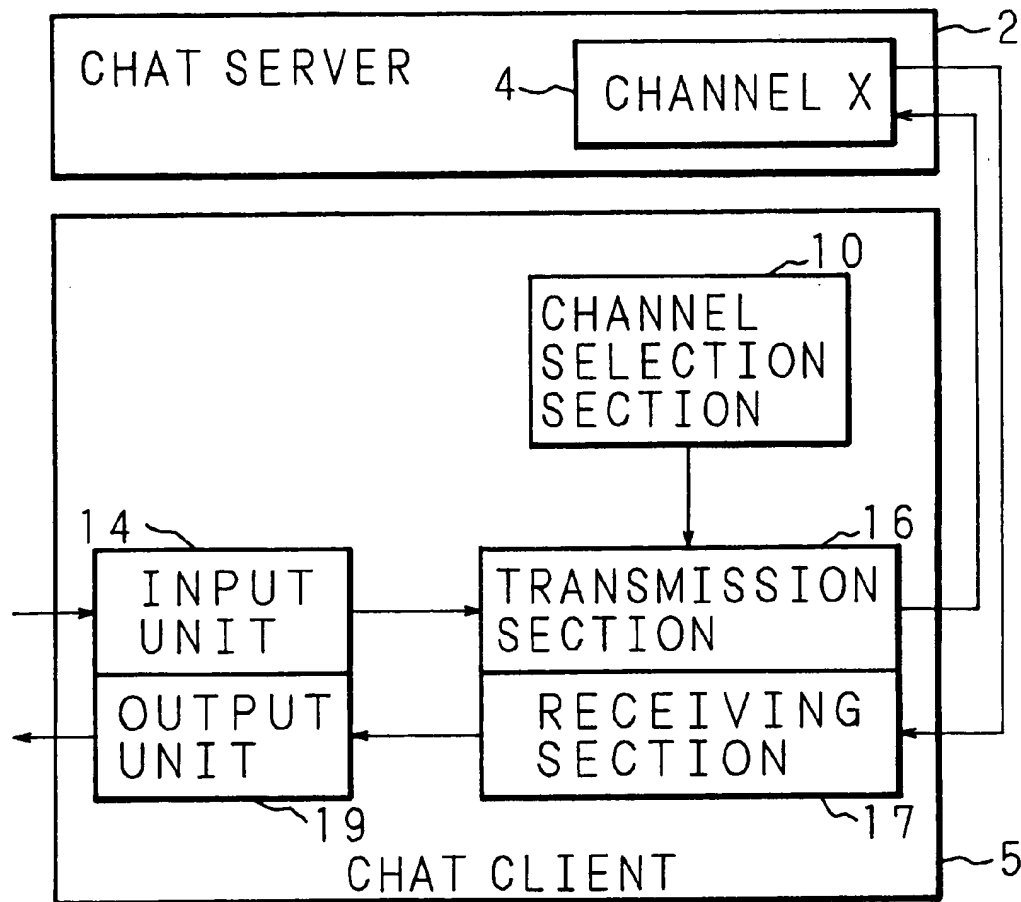 2
CHAT SERVER
4
CHANNEL X
10
CHANNEL
SELECTION
SECTION
14
16
INPUT
UNIT
TRANSMISSION
SECTION
OUTPUT
UNIT
RECEIVING
SECTION
19
17
CHAT CLIENT
5